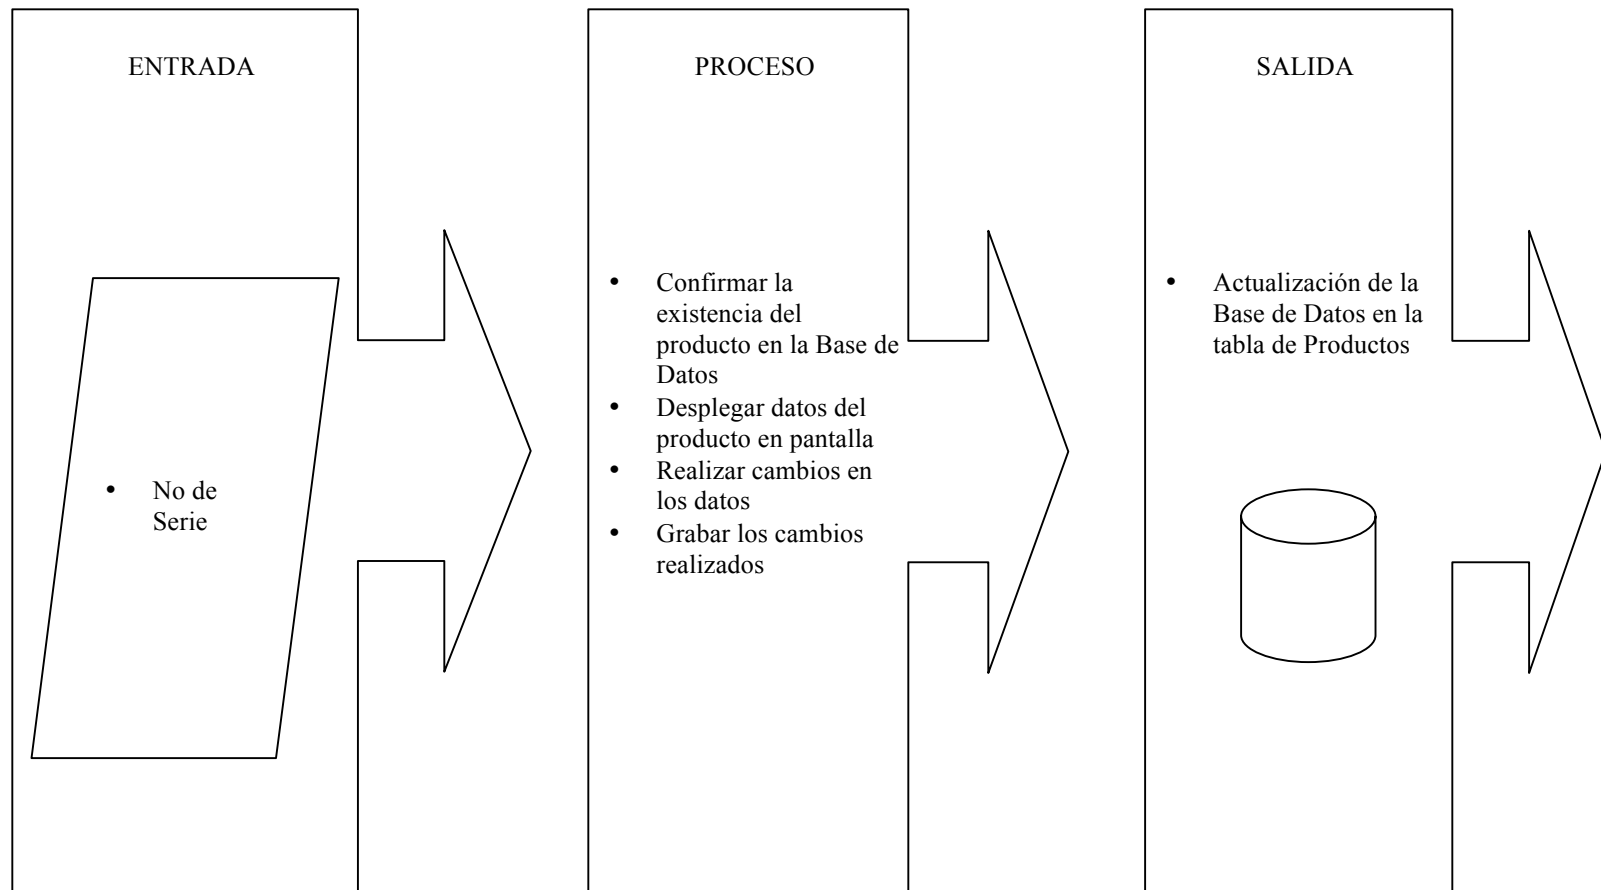 ENTRADA
• No de
Serie
PROCESO
• Confirmar la
existencia del
producto en la Base de
Datos
• Desplegar datos del
producto en pantalla
• Realizar cambios en
los datos
• Grabar los cambios
realizados
SALIDA
• Actualización de la
Base de Datos en la
tabla de Productos